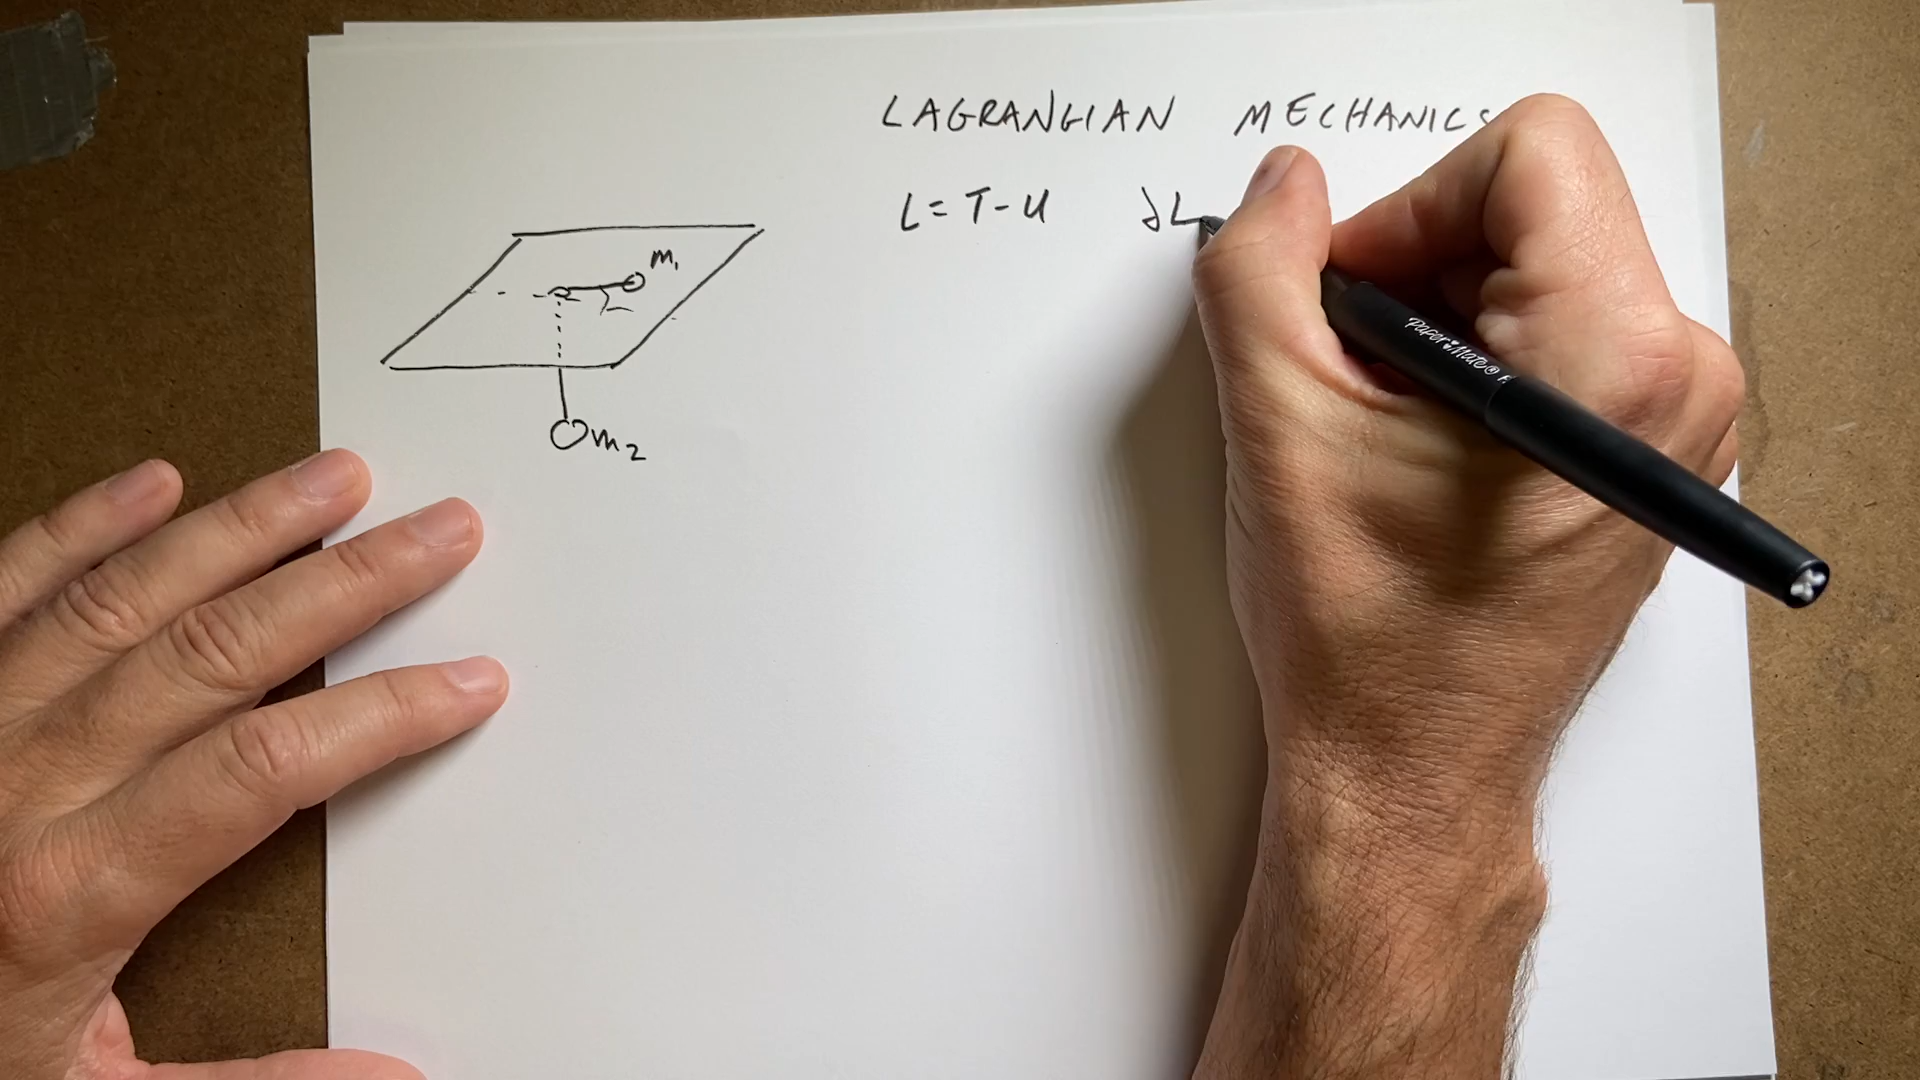 LAGRANGIAN MECHANICS
L = T - U ∂L
m₁
m₂
Paper Mate®